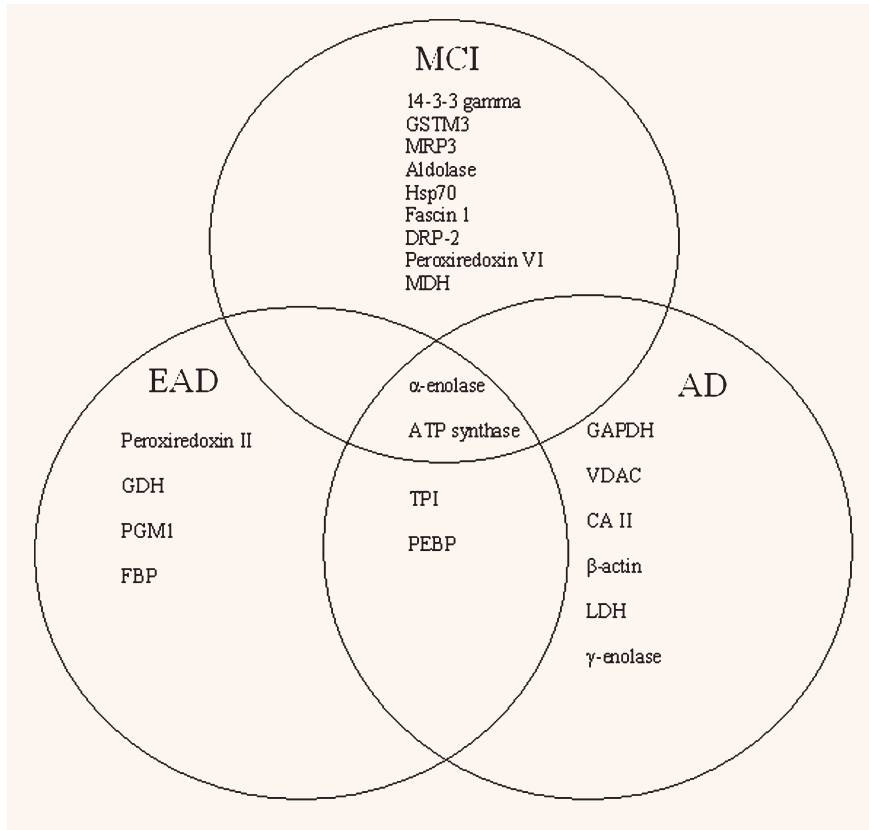 MCI
14-3-3 gamma
GSTM3
MRP3
Aldolase
Hsp70
Fascin 1
DRP-2
Peroxiredoxin VI
MDH
EAD
Peroxiredoxin II
GDH
PGM1
FBP
α-enolase
ATP synthase
TPI
PEBP
AD
GAPDH
VDAC
CA II
β-actin
LDH
γ-enolase